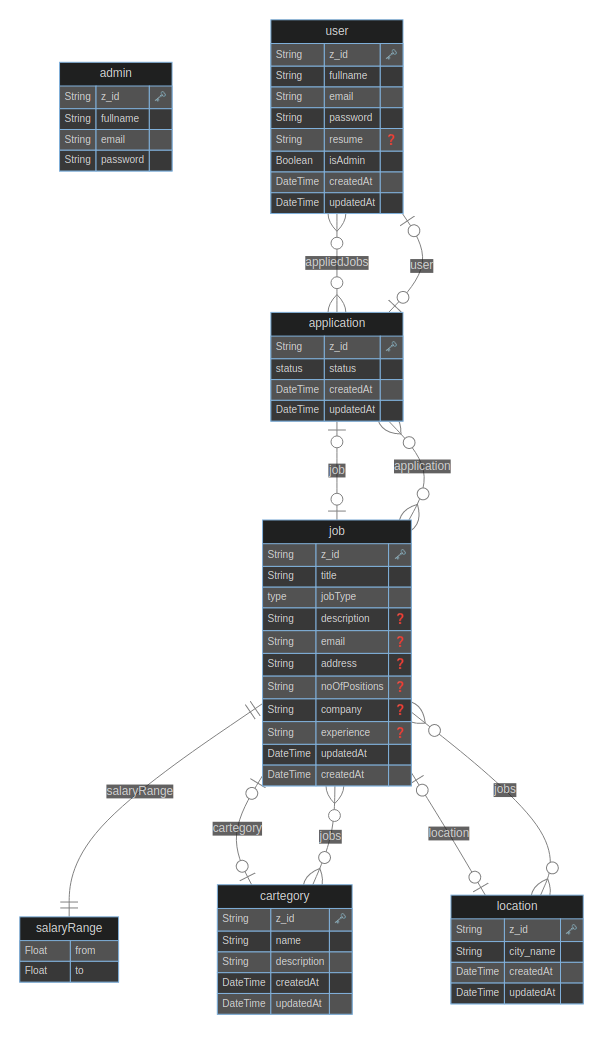 user
String z_id
String fullname
String email
String password
String resume ?
Boolean isAdmin
DateTime createdAt
DateTime updatedAt
admin
String z_id
String fullname
String email
String password
appliedJobs
user
application
String z_id
status status
DateTime createdAt
DateTime updatedAt
job
application
job
String z_id
String title
type jobType
String description ?
String email ?
String address ?
String noOfPositions ?
String company ?
String experience ?
DateTime updatedAt
DateTime createdAt
salaryRange
cartegory
jobs
location
jobs
salaryRange
Float from
Float to
cartegory
String z_id
String name
String description
DateTime createdAt
DateTime updatedAt
location
String z_id
String city_name
DateTime createdAt
DateTime updatedAt